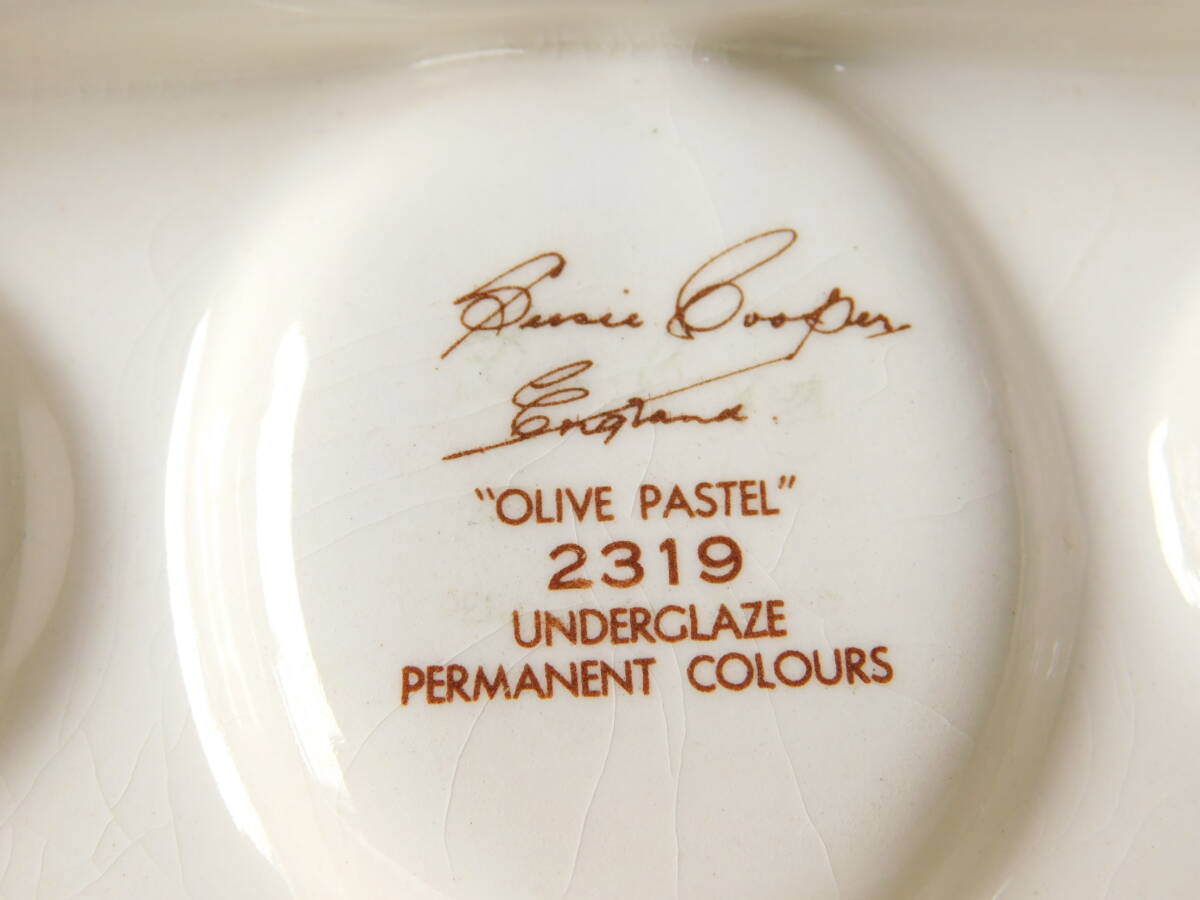 Susie Cooper
England
"OLIVE PASTEL"
2319
UNDERGLAZE
PERMANENT COLOURS